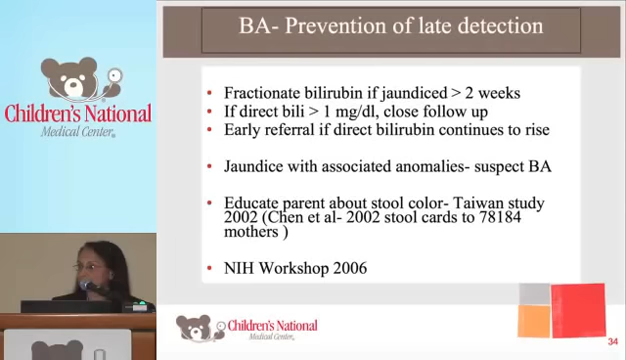 BA- Prevention of late detection
Children's National
Medical Center®
• Fractionate bilirubin if jaundiced > 2 weeks
• If direct bili > 1 mg/dl, close follow up
• Early referral if direct bilirubin continues to rise
• Jaundice with associated anomalies- suspect BA
• Educate parent about stool color- Taiwan study
2002 (Chen et al- 2002 stool cards to 78184
mothers )
• NIH Workshop 2006
Children's National
Medical Center®
34